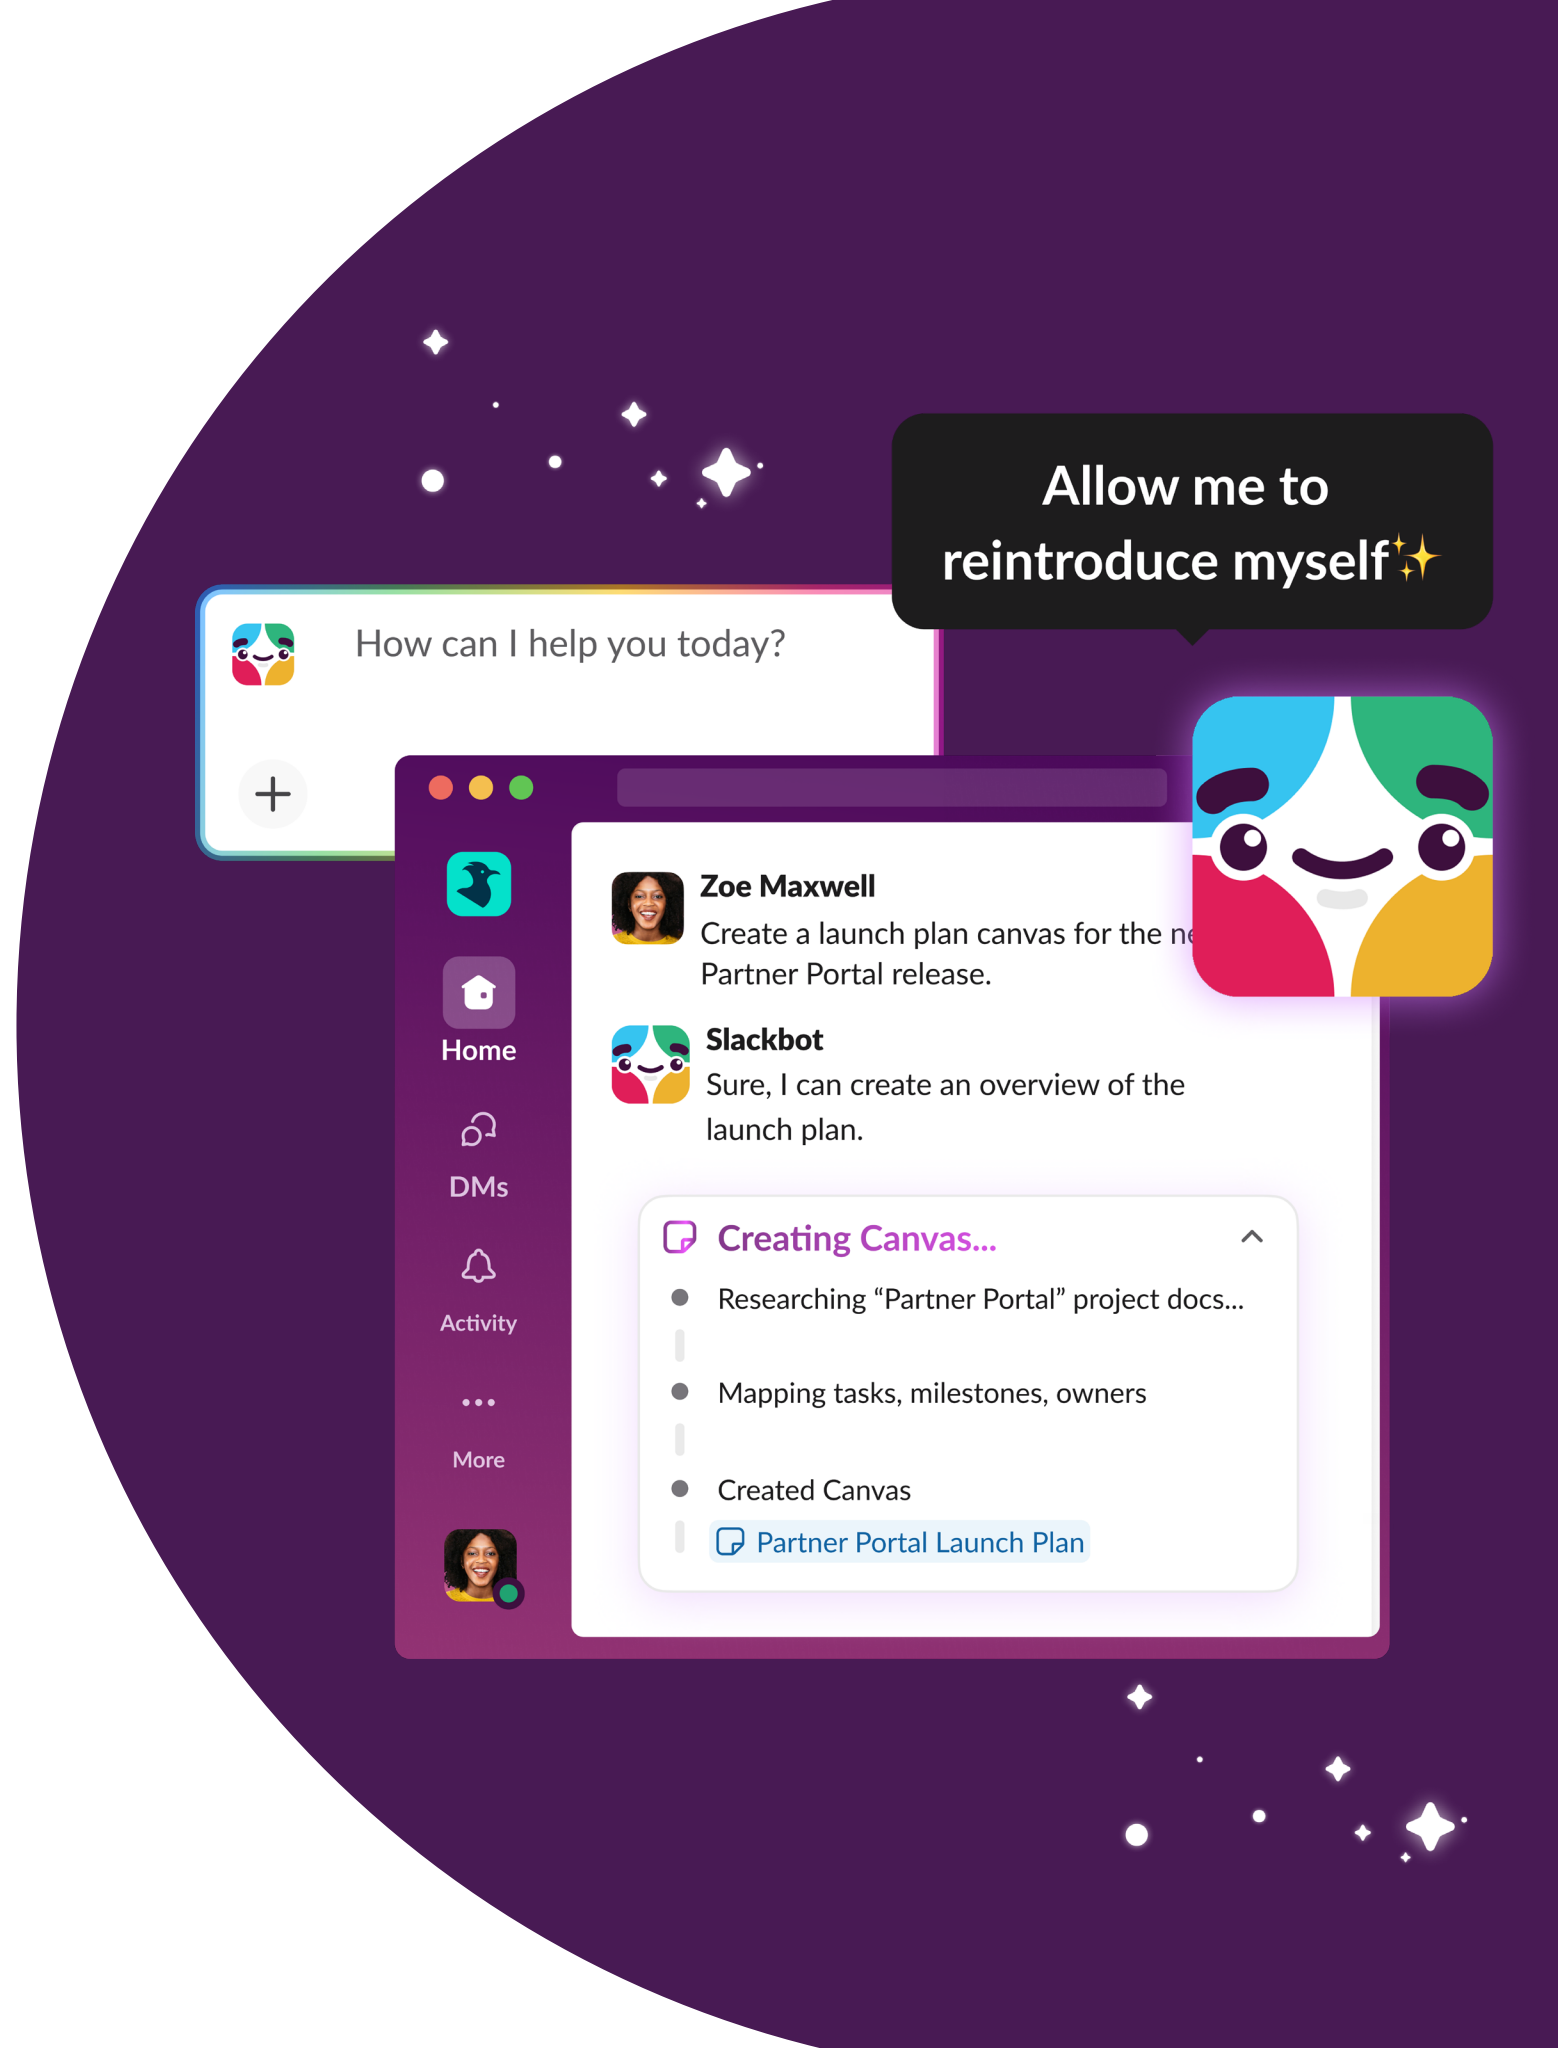 Allow me to
reintroduce myself✨
How can I help you today?
Zoe Maxwell
Create a launch plan canvas for the
Partner Portal release.
Slackbot
Sure, I can create an overview of the
launch plan.
Creating Canvas...
Researching “Partner Portal” project docs...
Mapping tasks, milestones, owners
Created Canvas
Partner Portal Launch Plan
Home
DMs
Activity
More